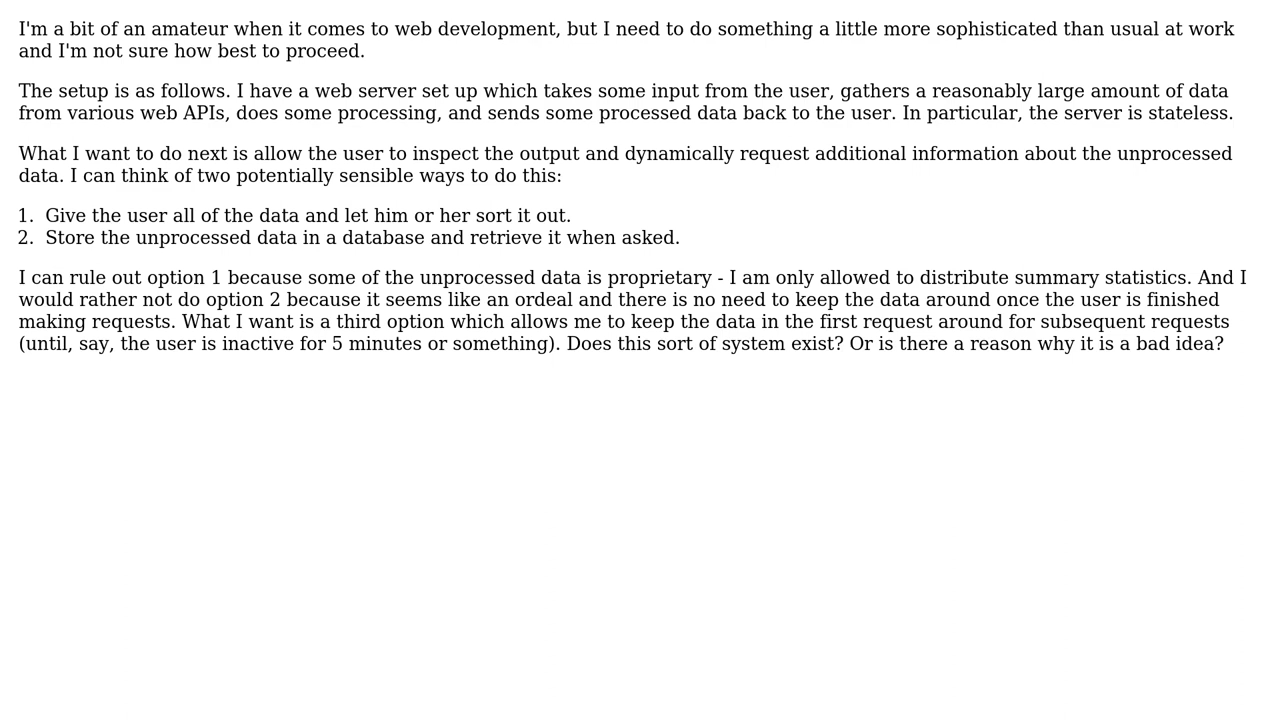 I'm a bit of an amateur when it comes to web development, but I need to do something a little more sophisticated than usual at work
and I'm not sure how best to proceed.
The setup is as follows. I have a web server set up which takes some input from the user, gathers a reasonably large amount of data
from various web APIs, does some processing, and sends some processed data back to the user. In particular, the server is stateless.
What I want to do next is allow the user to inspect the output and dynamically request additional information about the unprocessed
data. I can think of two potentially sensible ways to do this:
1. Give the user all of the data and let him or her sort it out.
2. Store the unprocessed data in a database and retrieve it when asked.
I can rule out option 1 because some of the unprocessed data is proprietary - I am only allowed to distribute summary statistics. And I
would rather not do option 2 because it seems like an ordeal and there is no need to keep the data around once the user is finished
making requests. What I want is a third option which allows me to keep the data in the first request around for subsequent requests
(until, say, the user is inactive for 5 minutes or something). Does this sort of system exist? Or is there a reason why it is a bad idea?